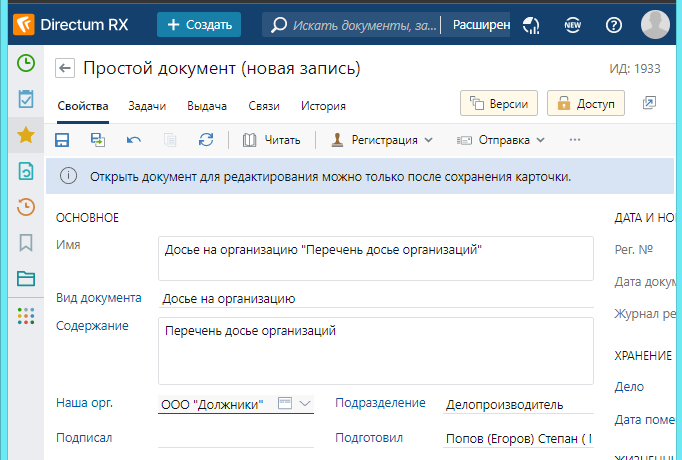 Directum RX
Создать
Искать документы, за...
Расширен
NEW
Простой документ (новая запись)
ИД: 1933
Свойства
Задачи
Выдача
Связи
История
Версии
Доступ
Читать
Регистрация
Отправка
Открыть документ для редактирования можно только после сохранения карточки.
ОСНОВНОЕ
Имя
Досье на организацию "Перечень досье организаций"
Вид документа
Досье на организацию
Содержание
Перечень досье организаций
Наша орг.
ООО "Должники"
Подразделение
Делопроизводитель
Подписал
Подготовил
Попов (Егоров) Степан (
ДАТА И НО
Рег. №
Дата доку
Журнал ре
ХРАНЕНИЕ
Дело
Дата поме